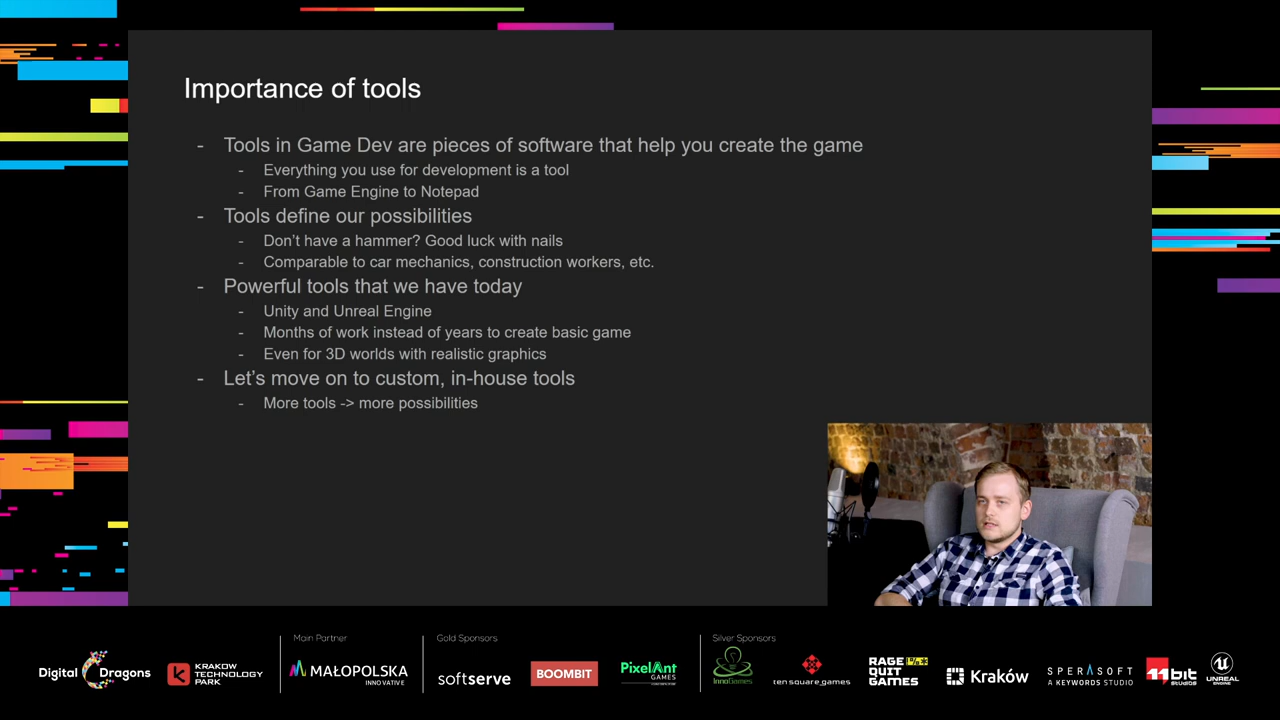 Importance of tools
- Tools in Game Dev are pieces of software that help you create the game
- Everything you use for development is a tool
- From Game Engine to Notepad
- Tools define our possibilities
- Don't have a hammer? Good luck with nails
- Comparable to car mechanics, construction workers, etc.
- Powerful tools that we have today
- Unity and Unreal Engine
- Months of work instead of years to create basic game
- Even for 3D worlds with realistic graphics
- Let's move on to custom, in-house tools
- More tools -> more possibilities
Main Partner
Gold Sponsors
Silver Sponsors
Digital Dragons
KRAKOW
TECHNOLOGY
PARK
MAŁOPOLSKA
INNOVATIVE
softserve
BOOMBIT
PixelAnt
GAMES
InnoGames
ten square games
RAGE
QUIT
GAMES
Kraków
SPERASOFT
A KEYWORDS STUDIO
11bit
STUDIOS
UNREAL
ENGINE